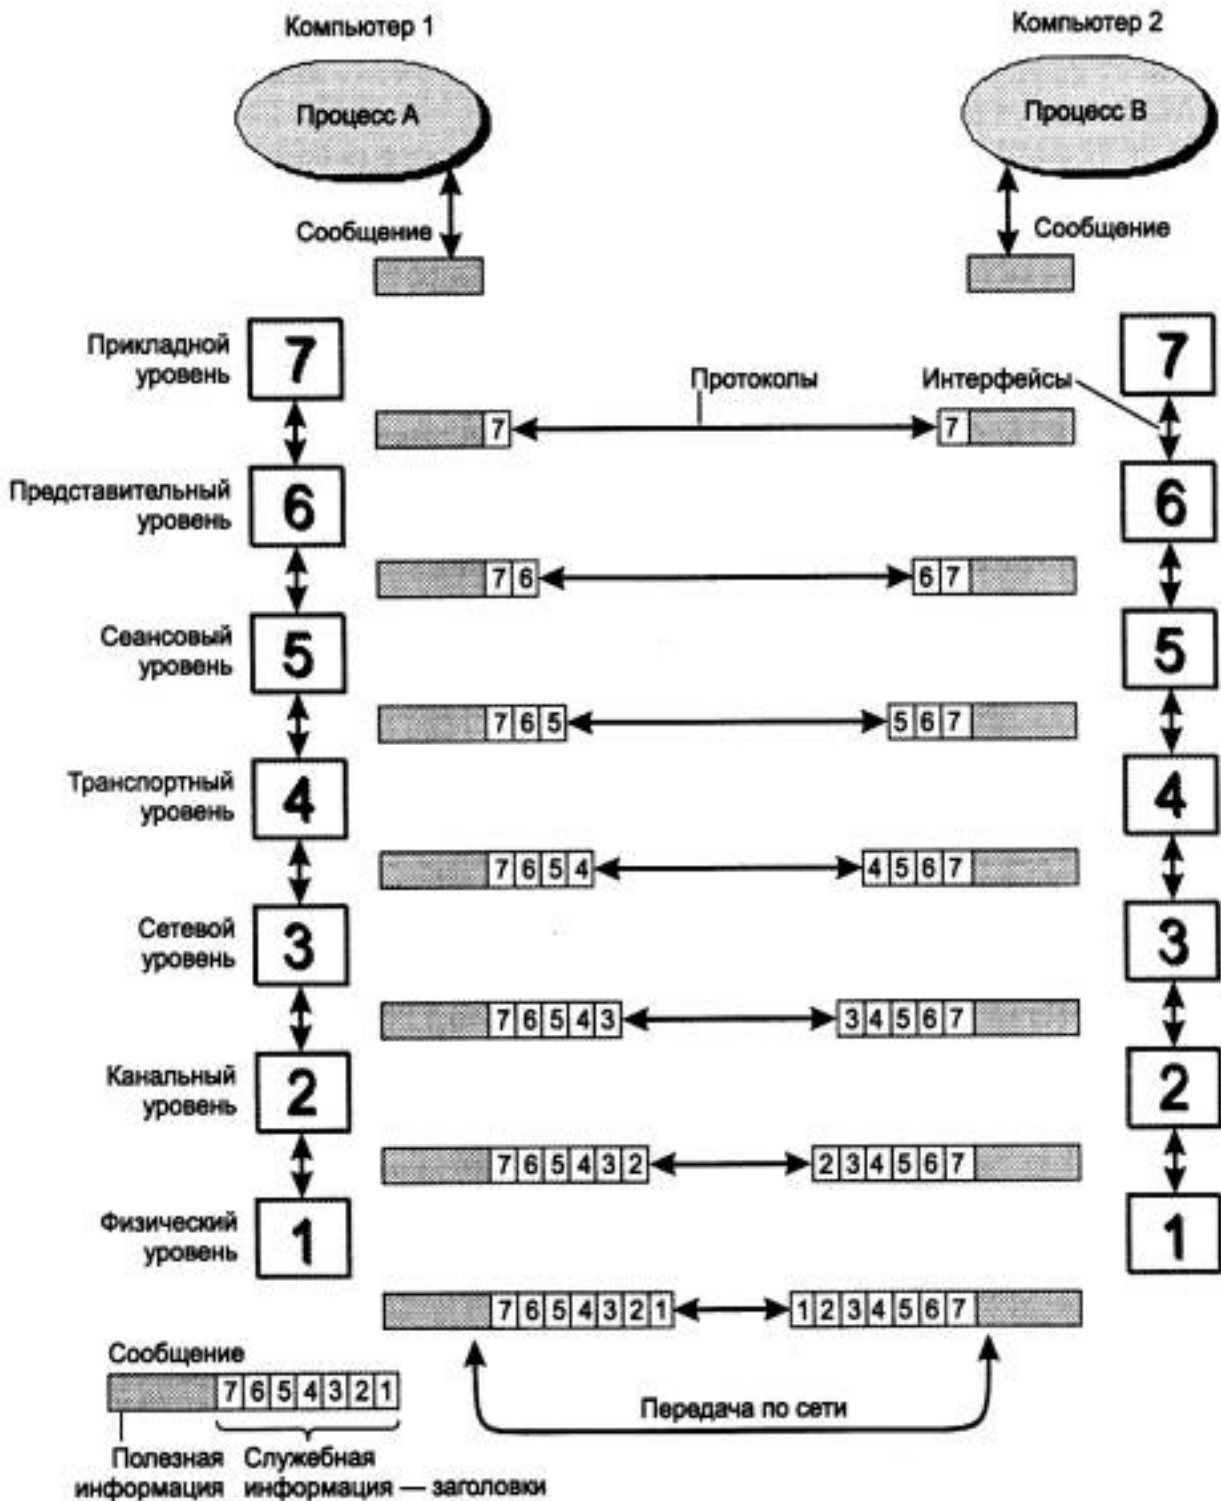 Компьютер 1
Компьютер 2
Процесс А
Процесс В
Сообщение
Сообщение
Прикладной
уровень
7
7
Протоколы
Интерфейсы
7
7
Представительный
уровень
6
6
7 6
6 7
Сеансовый
уровень
5
5
7 6 5
5 6 7
Транспортный
уровень
4
4
7 6 5 4
4 5 6 7
Сетевой
уровень
3
3
7 6 5 4 3
3 4 5 6 7
Канальный
уровень
2
2
7 6 5 4 3 2
2 3 4 5 6 7
Физический
уровень
1
1
7 6 5 4 3 2 1
1 2 3 4 5 6 7
Сообщение
7 6 5 4 3 2 1
Передача по сети
Полезная
информация
Служебная
информация — заголовки